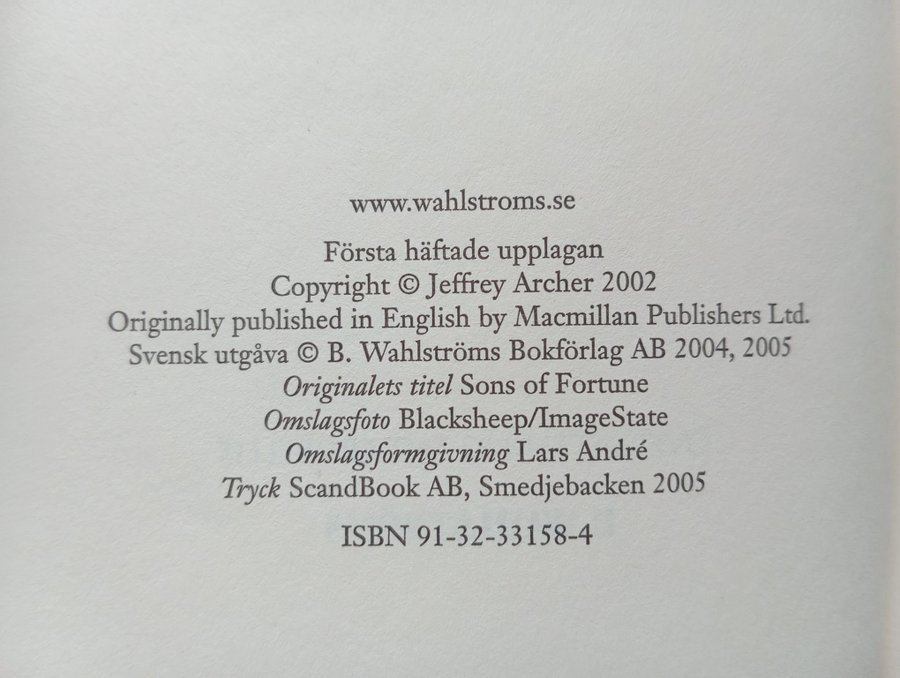 www.wahlstroms.se
Första häftade upplagan
Copyright © Jeffrey Archer 2002
Originally published in English by Macmillan Publishers Ltd.
Svensk utgåva © B. Wahlströms Bokförlag AB 2004, 2005
Originalets titel Sons of Fortune
Omslagsfoto Blacksheep/ImageState
Omslagsformgivning Lars André
Tryck ScandBook AB, Smedjebacken 2005
ISBN 91-32-33158-4